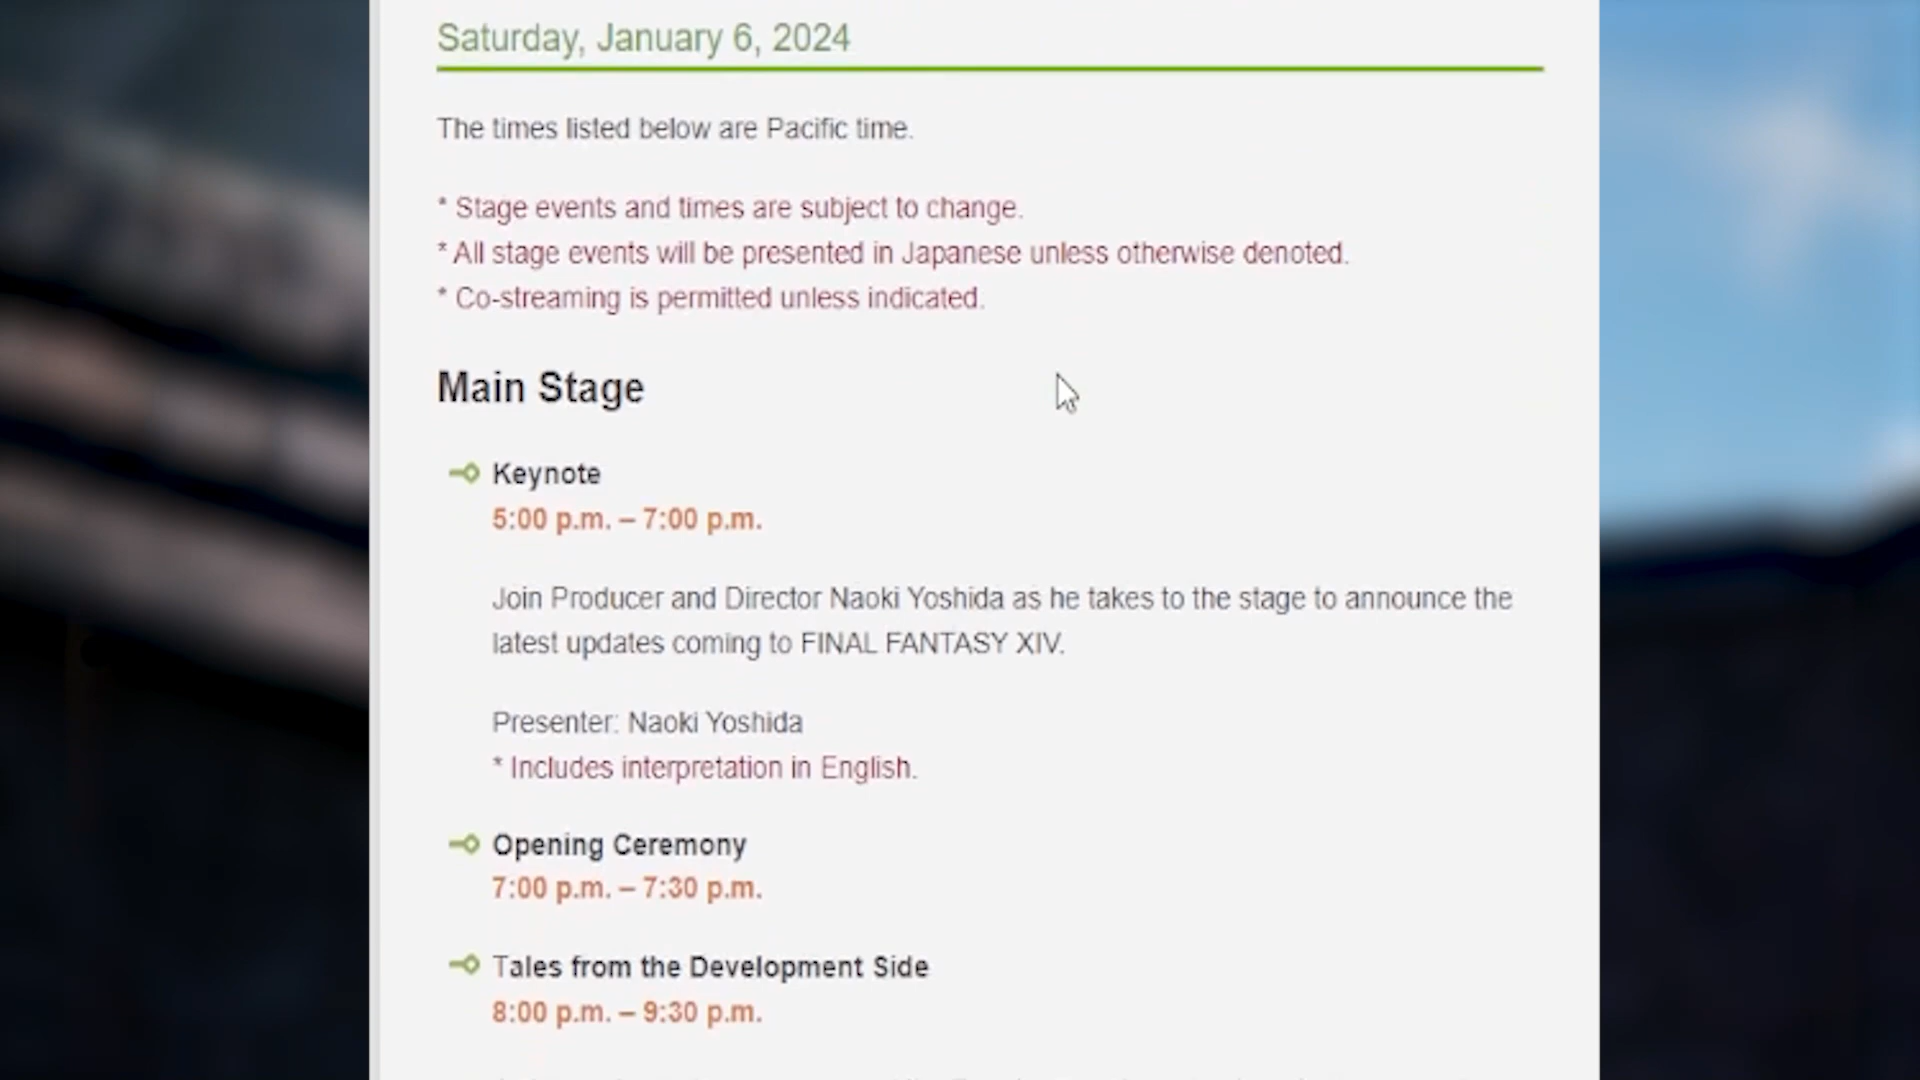 Saturday, January 6, 2024
The times listed below are Pacific time.
* Stage events and times are subject to change.
* All stage events will be presented in Japanese unless otherwise denoted.
* Co-streaming is permitted unless indicated.
Main Stage
Keynote
5:00 p.m. – 7:00 p.m.
Join Producer and Director Naoki Yoshida as he takes to the stage to announce the
latest updates coming to FINAL FANTASY XIV.
Presenter: Naoki Yoshida
* Includes interpretation in English.
Opening Ceremony
7:00 p.m. – 7:30 p.m.
Tales from the Development Side
8:00 p.m. – 9:30 p.m.